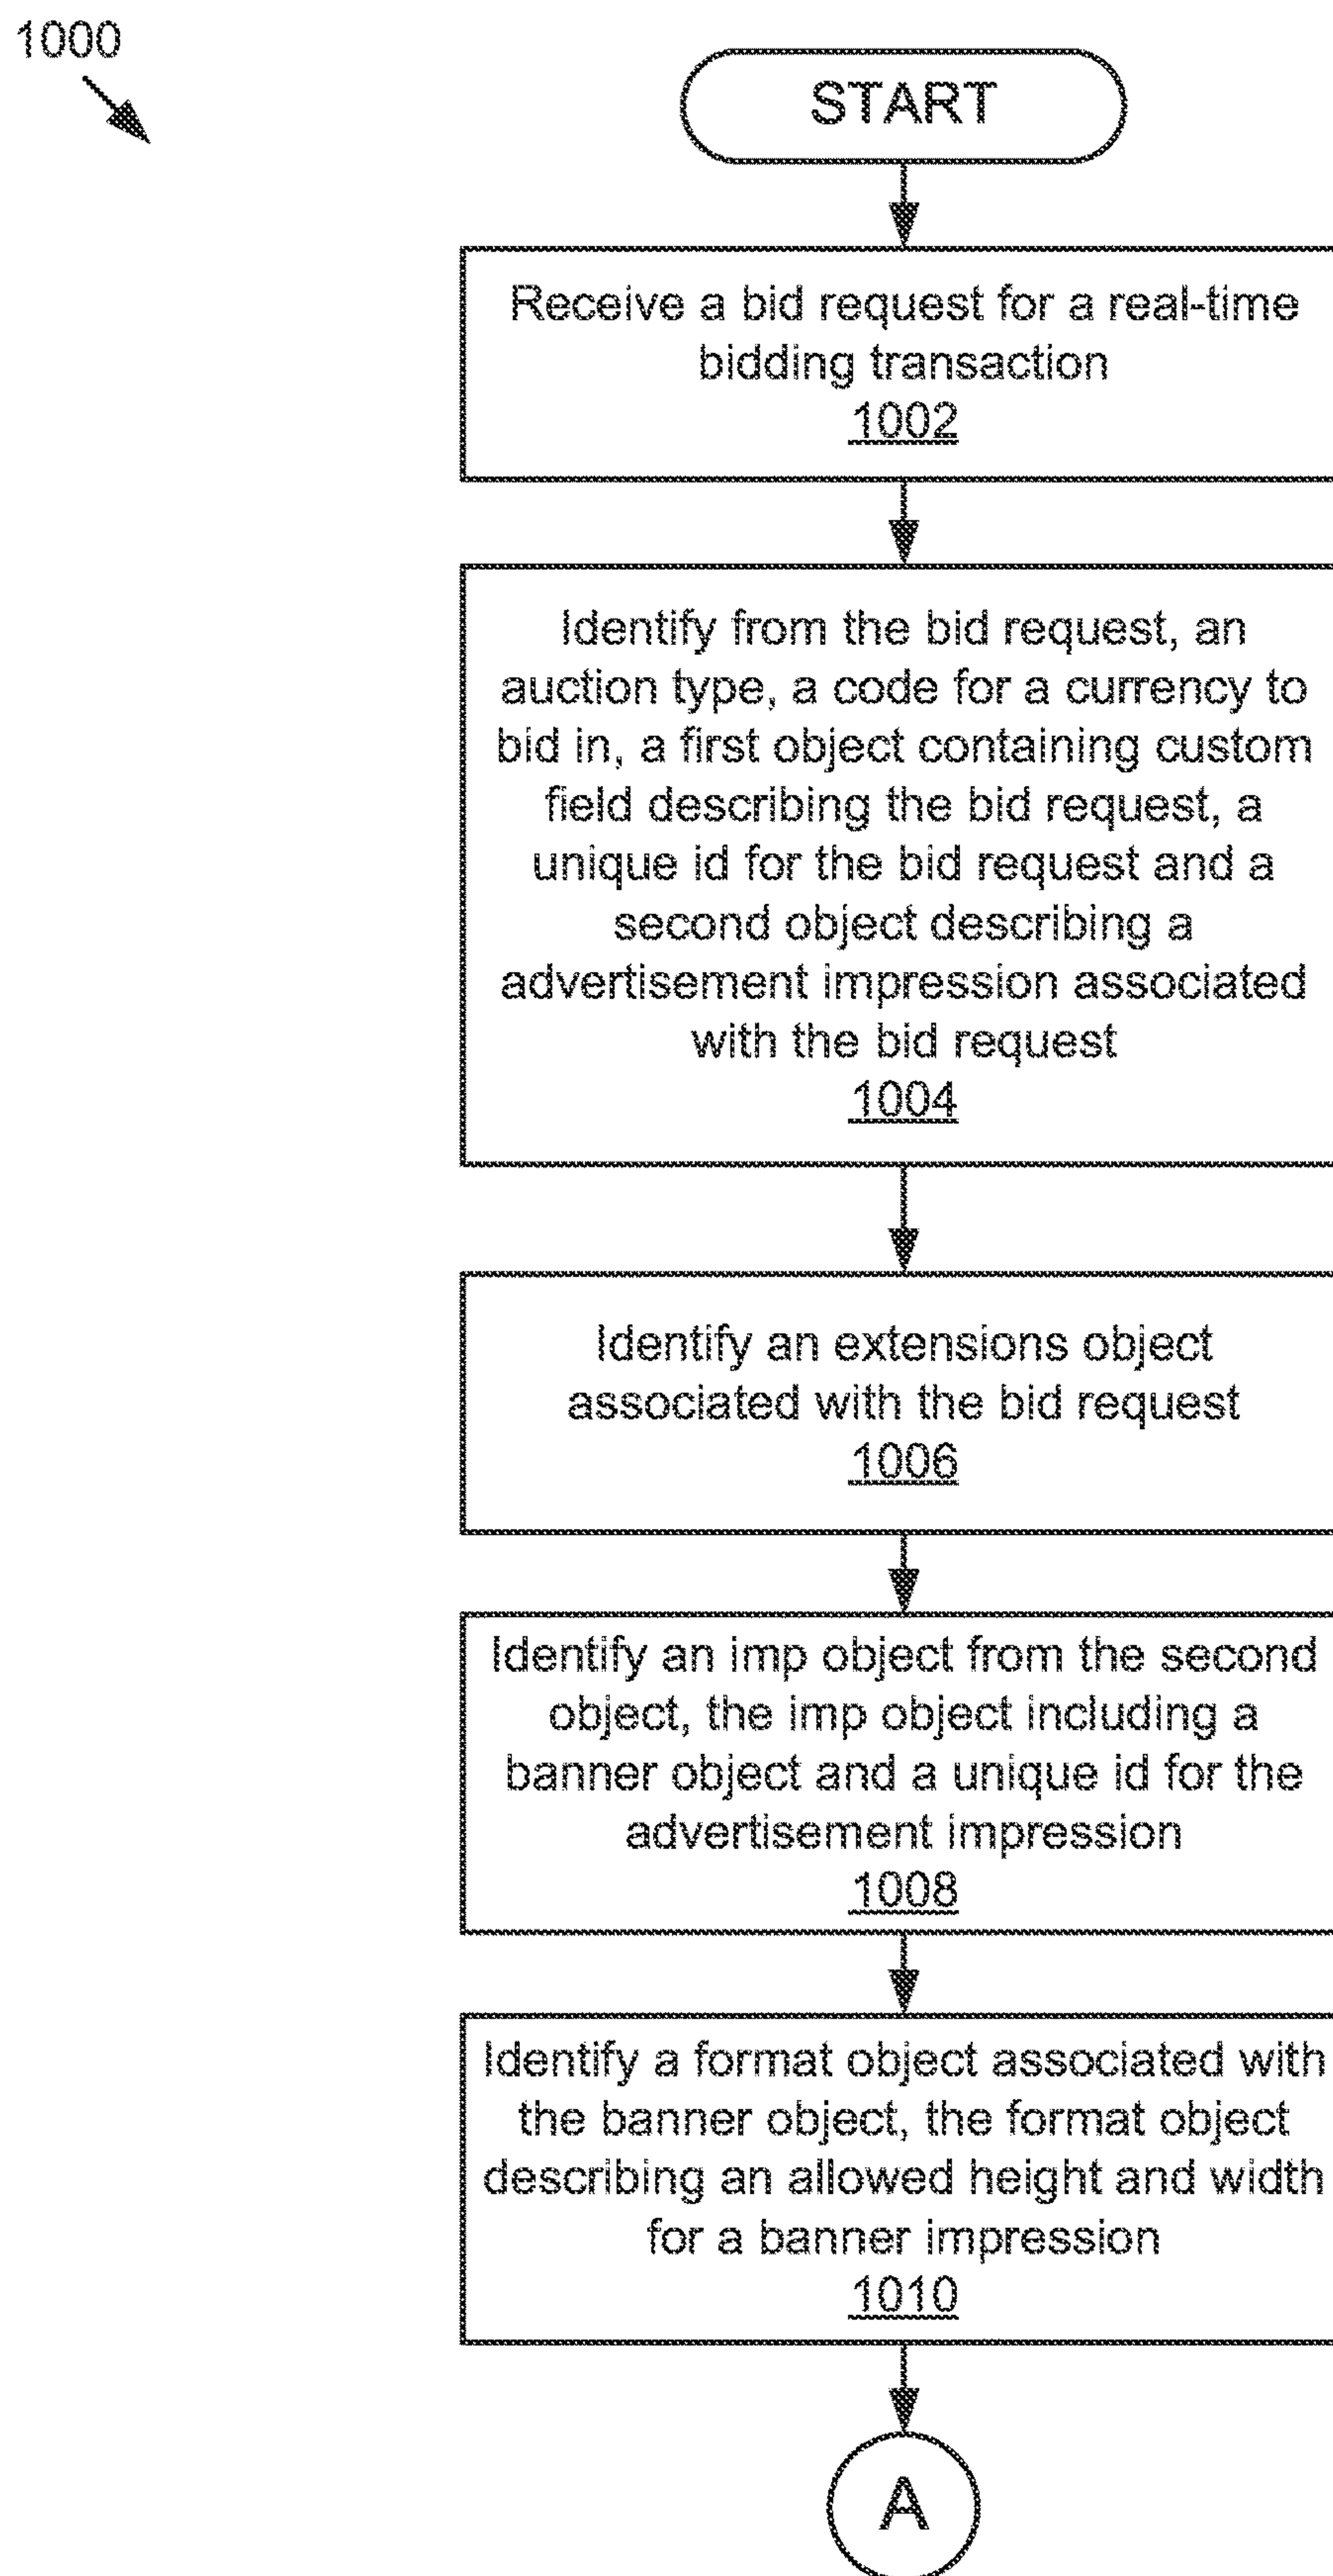 1000
START
Receive a bid request for a real-time
bidding transaction
1002
Identify from the bid request, an
auction type, a code for a currency to
bid in, a first object containing custom
field describing the bid request, a
unique id for the bid request and a
second object describing a
advertisement impression associated
with the bid request
1004
Identify an extensions object
associated with the bid request
1006
Identify an imp object from the second
object, the imp object including a
banner object and a unique id for the
advertisement impression
1008
Identify a format object associated with
the banner object, the format object
describing an allowed height and width
for a banner impression
1010
A